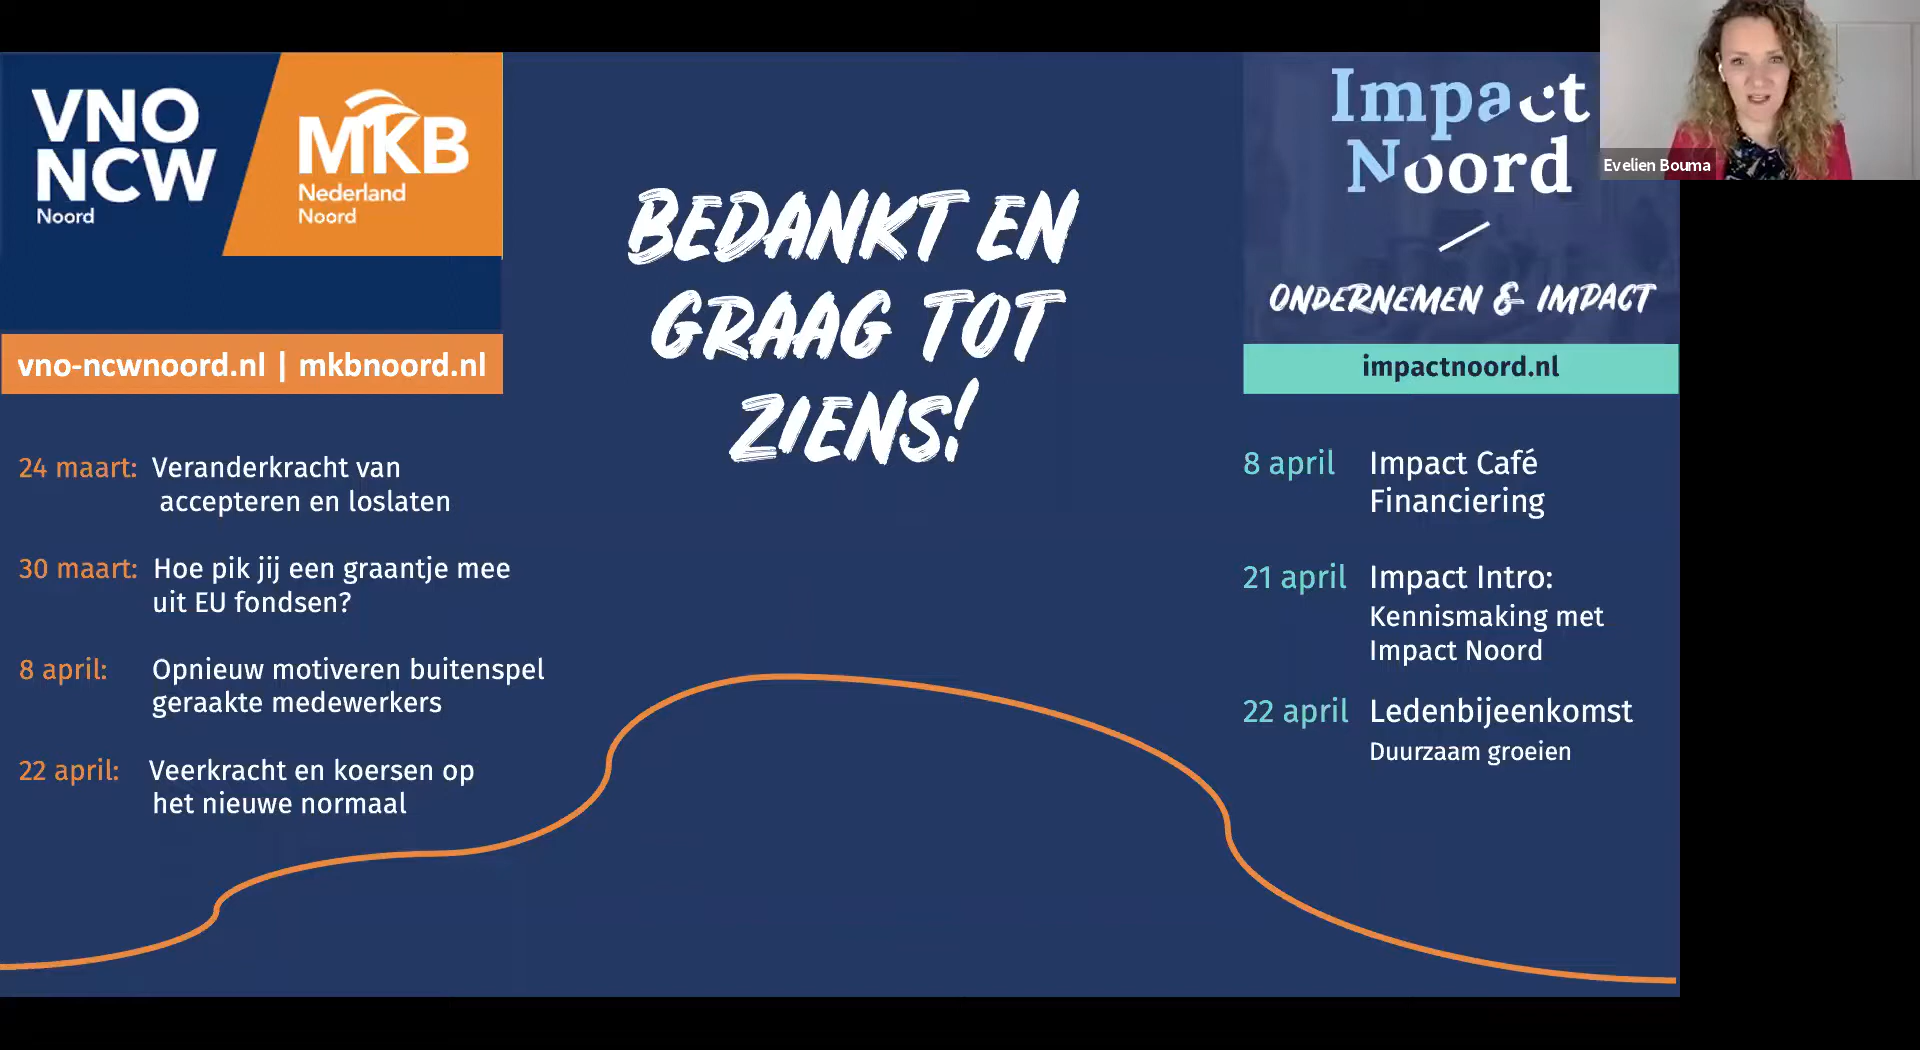 VNO
NCW
Noord
MKB
Nederland
Noord
vno-ncwnoord.nl | mkbnoord.nl
24 maart: Veranderkracht van
accepteren en loslaten
30 maart: Hoe pik jij een graantje mee
uit EU fondsen?
8 april: Opnieuw motiveren buitenspel
geraakte medewerkers
22 april: Veerkracht en koersen op
het nieuwe normaal
BEDANKT EN
GRAAG TOT
ZIENS!
Impact
Noord
ONDERNEMEN & IMPACT
impactnoord.nl
8 april Impact Café
Financiering
21 april Impact Intro:
Kennismaking met
Impact Noord
22 april Ledenbijeenkomst
Duurzaam groeien
Evelien Bouma